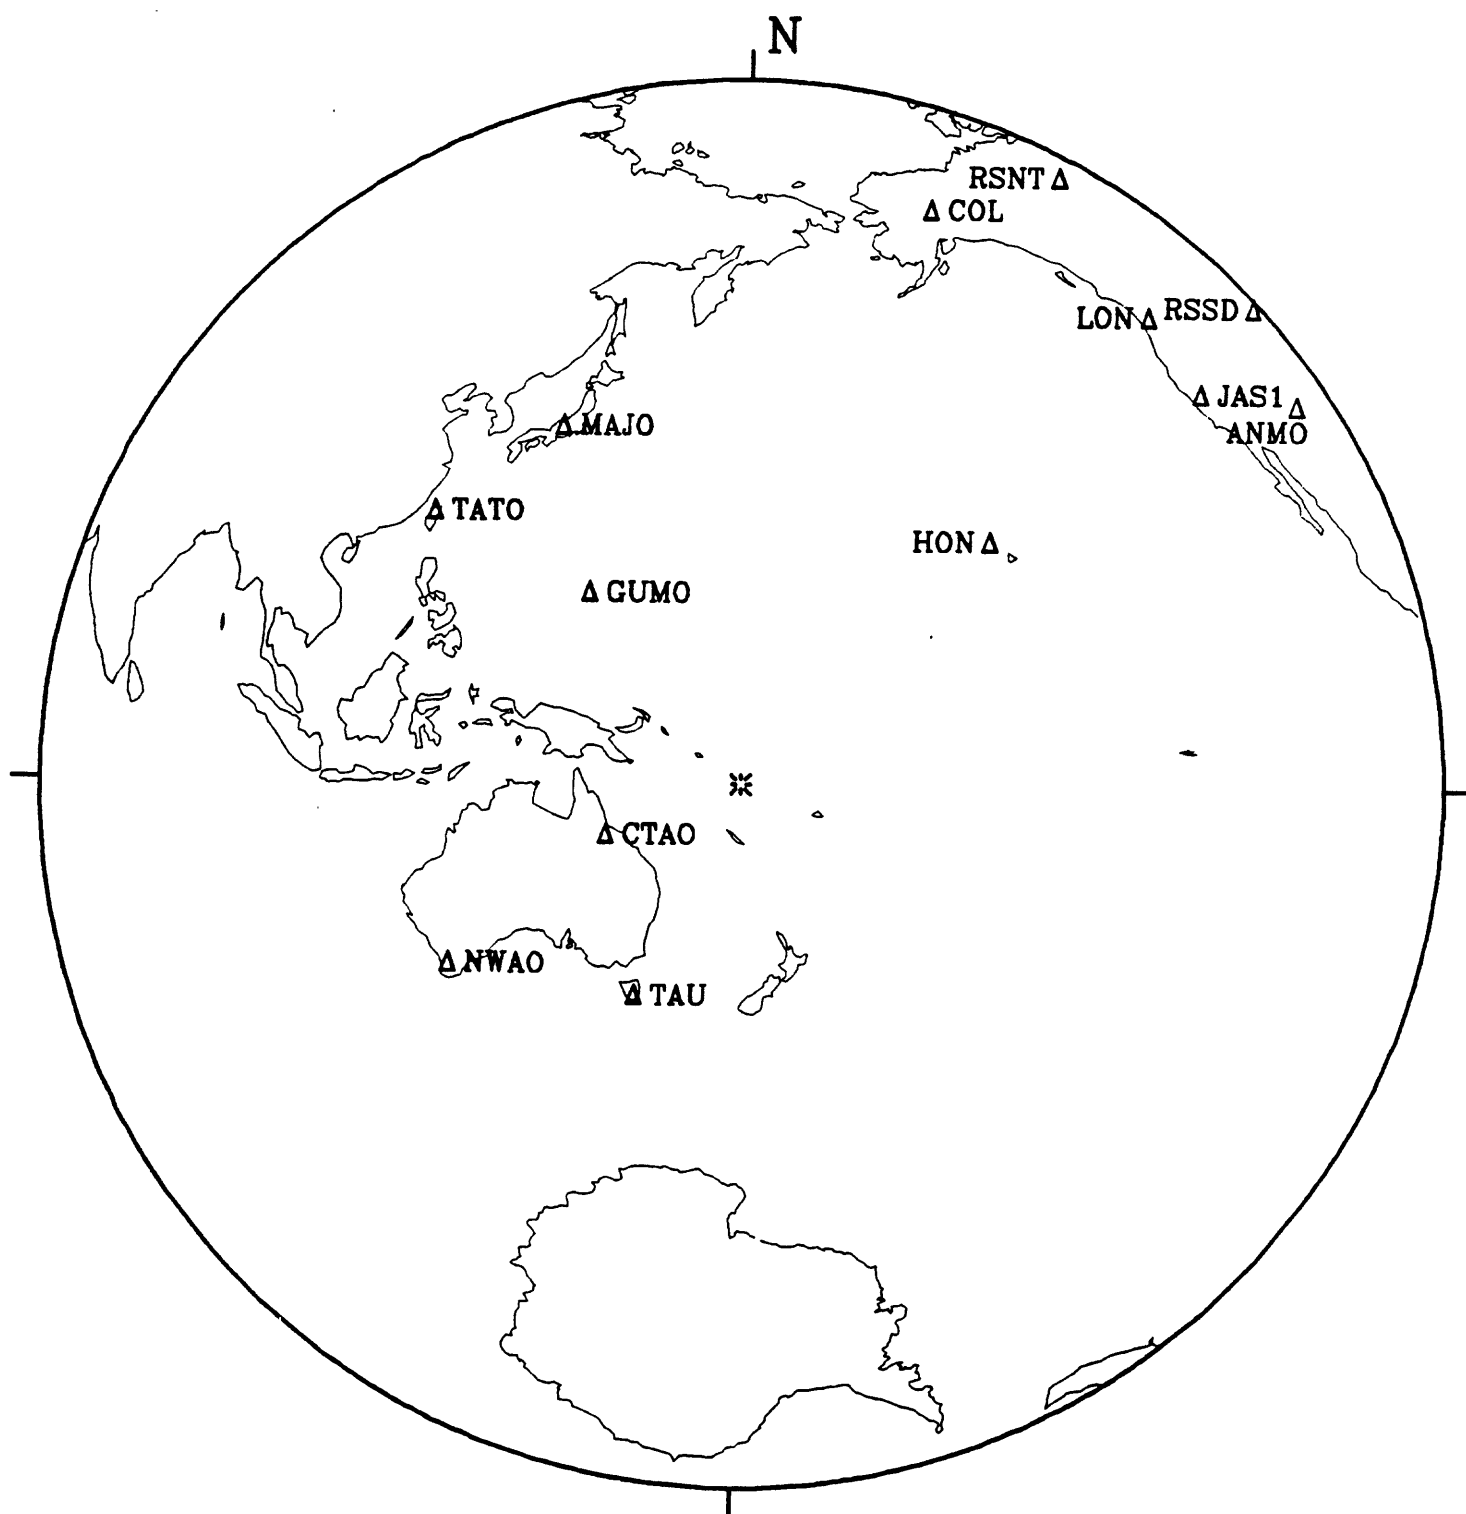 N
RSNT
COL
LON
RSSD
JAS1
ANMO
MAJO
TATO
HON
GUMO
CTAO
NWAO
TAU